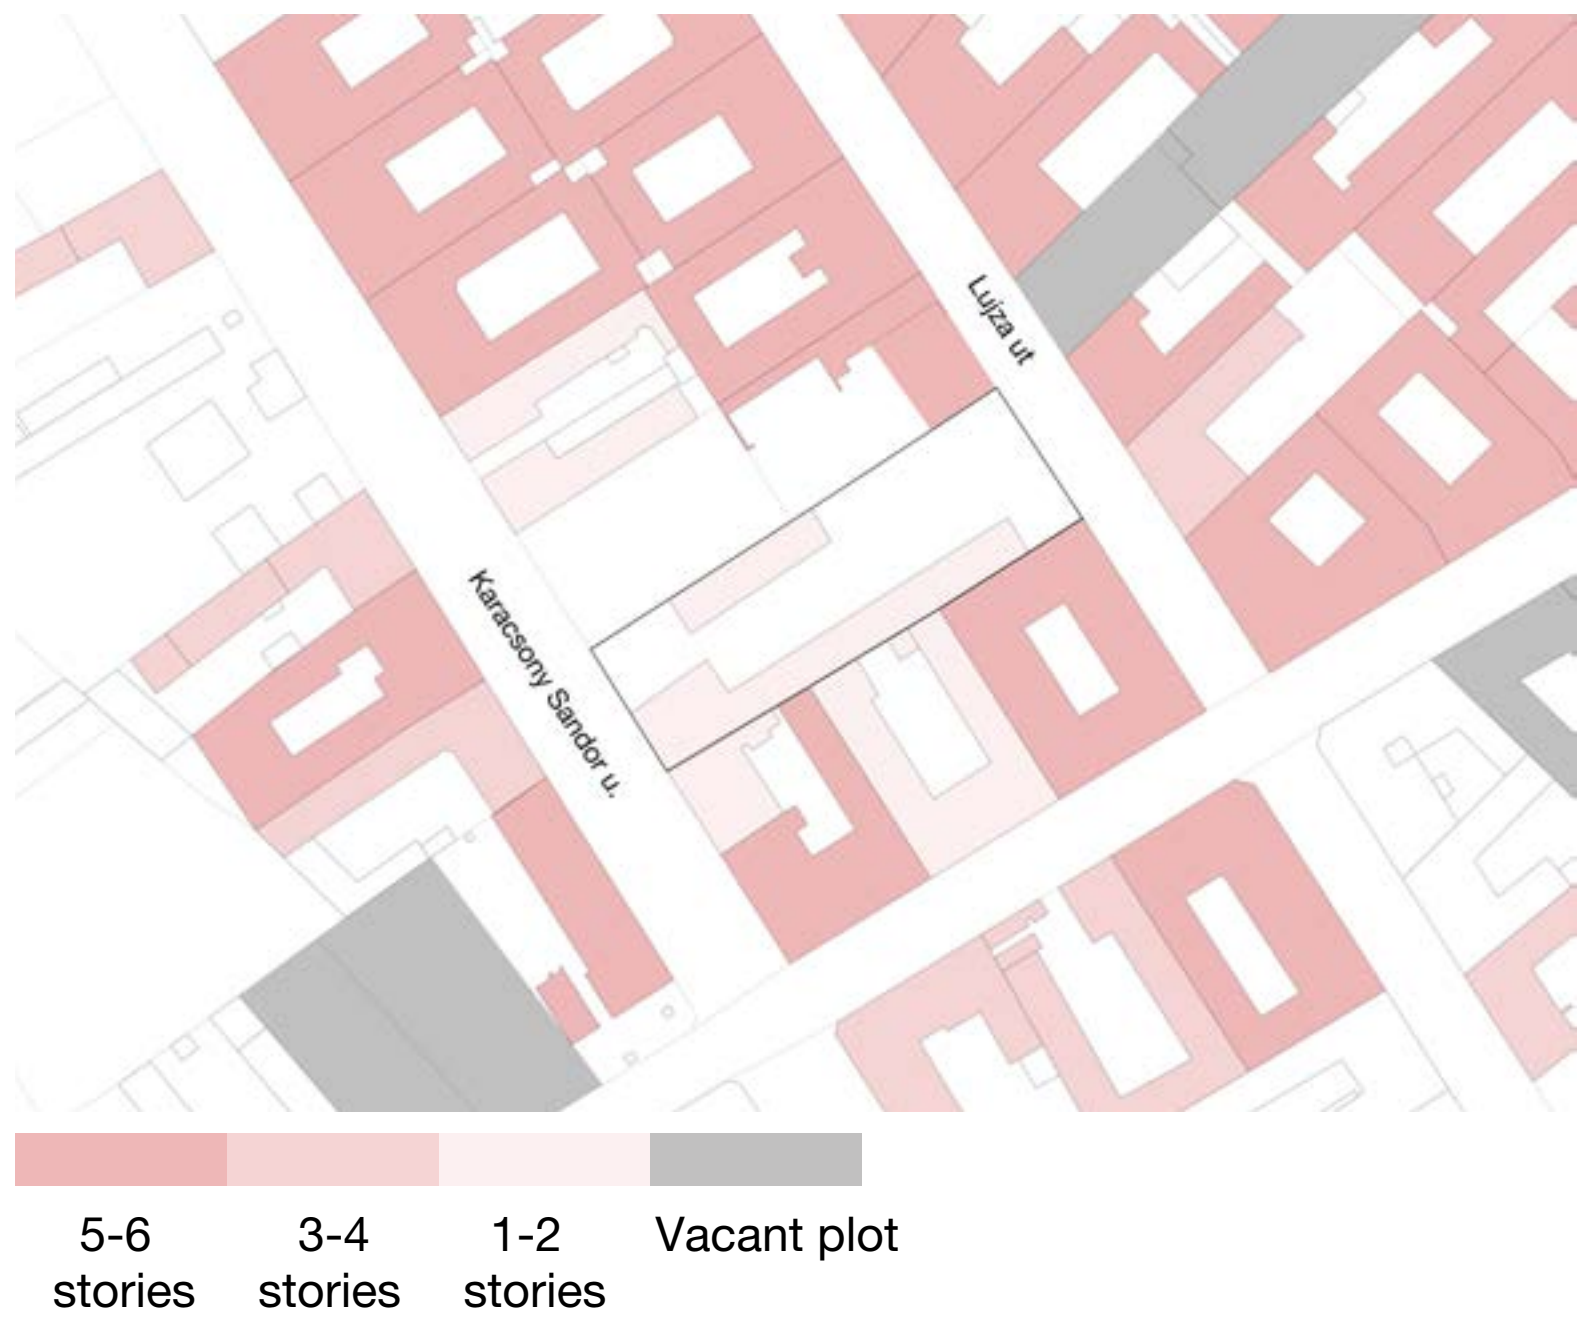 Lujza ut
Karacsony Sandor u.
5-6 stories
3-4 stories
1-2 stories
Vacant plot